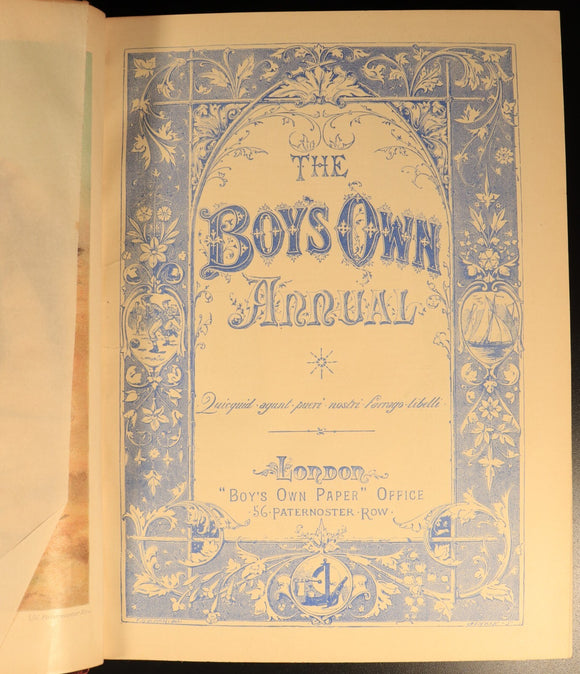 THE
BOY'S OWN
ANNUAL
Quicquid · agunt · pueri · nostri · farrago · libelli ·
LONDON
"BOY'S OWN PAPER" OFFICE
· 56 · PATERNOSTER · ROW ·